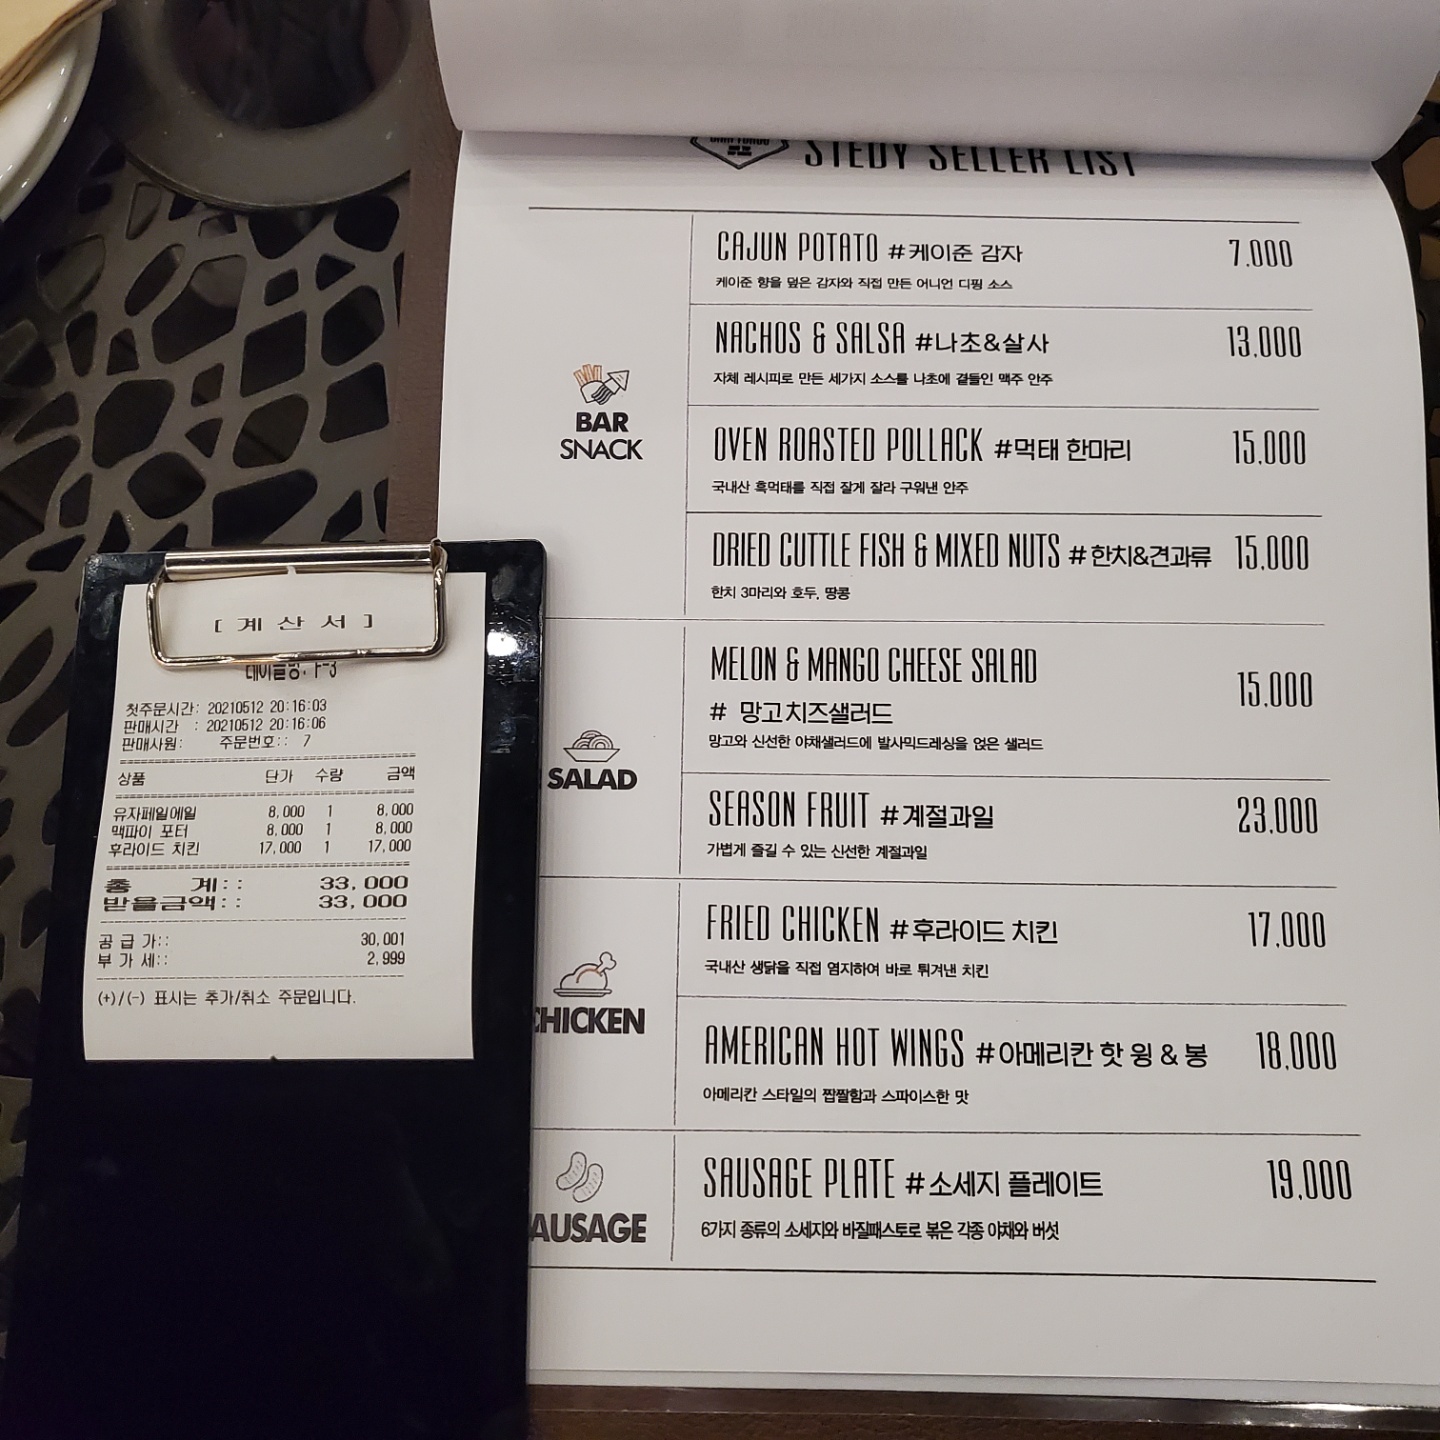 [ 계 산 서 ]
첫주문시간: 20210512 20:16:03
판매시간 : 20210512 20:16:06
판매사원: 주문번호:: 7
상품 단가 수량 금액
유자페일에일 8,000 1 8,000
맥파이 포터 8,000 1 8,000
후라이드 치킨 17,000 1 17,000
총 계:: 33,000
받을금액:: 33,000
공 급 가:: 30,001
부 가 세:: 2,999
(+)/(-) 표시는 추가/취소 주문입니다.
STEDY SELLER LIST
BAR
SNACK
CAJUN POTATO #케이준 감자 7,000
케이준 향을 덮은 감자와 직접 만든 어니언 디핑 소스
NACHOS & SALSA #나초&살사 13,000
자체 레시피로 만든 세가지 소스를 나초에 곁들인 맥주 안주
OVEN ROASTED POLLACK #먹태 한마리 15,000
국내산 흑먹태를 직접 잘게 잘라 구워낸 안주
DRIED CUTTLE FISH & MIXED NUTS #한치&견과류 15,000
한치 3마리와 호두, 땅콩
SALAD
MELON & MANGO CHEESE SALAD
# 망고치즈샐러드 15,000
망고와 신선한 야채샐러드에 발사믹드레싱을 얹은 샐러드
SEASON FRUIT #계절과일 23,000
가볍게 즐길 수 있는 신선한 계절과일
CHICKEN
FRIED CHICKEN #후라이드 치킨 17,000
국내산 생닭을 직접 염지하여 바로 튀겨낸 치킨
AMERICAN HOT WINGS #아메리칸 핫 윙 & 봉 18,000
아메리칸 스타일의 짭짤함과 스파이스한 맛
AUSAGE
SAUSAGE PLATE #소세지 플레이트 19,000
6가지 종류의 소세지와 바질패스토로 볶은 각종 야채와 버섯